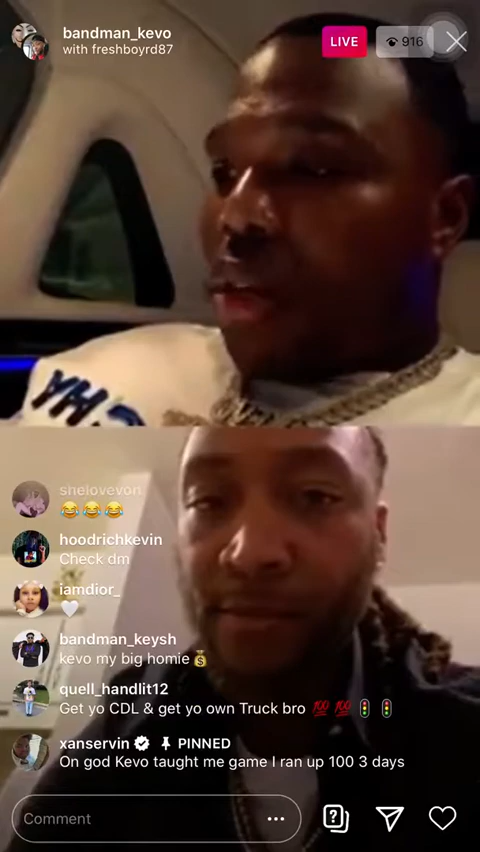 bandman_kevo
with freshboyrd87
LIVE
916
shelovevon
😂😂😂
hoodrichkevin
Check dm
iamdior_
🤍
bandman_keysh
kevo my big homie💰
quell_handlit12
Get yo CDL & get yo own Truck bro 💯 💯 🚦 🚦
xanservin PINNED
On god Kevo taught me game I ran up 100 3 days
Comment